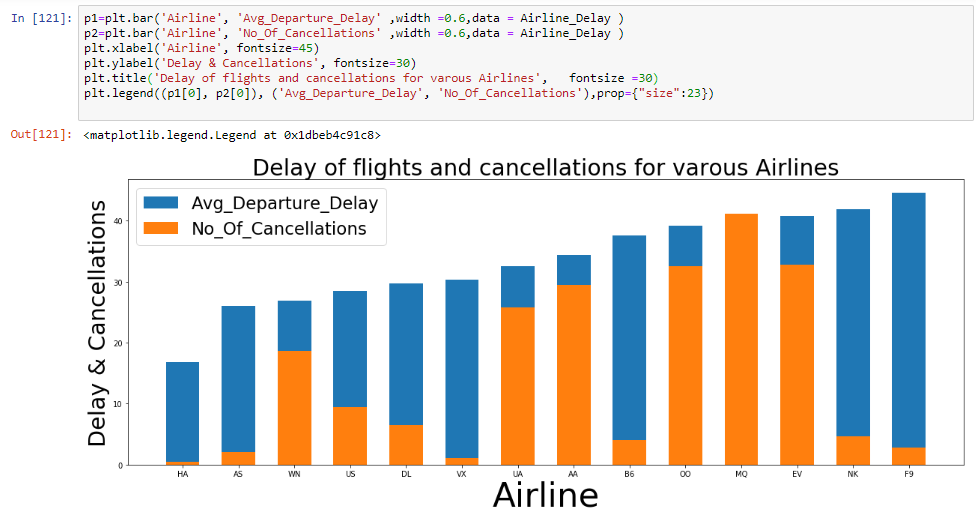 In [121]: p1=plt.bar('Airline', 'Avg_Departure_Delay' ,width =0.6,data = Airline_Delay )
p2=plt.bar('Airline', 'No_Of_Cancellations' ,width =0.6,data = Airline_Delay )
plt.xlabel('Airline', fontsize=45)
plt.ylabel('Delay & Cancellations', fontsize=30)
plt.title('Delay of flights and cancellations for varous Airlines',   fontsize =30)
plt.legend((p1[0], p2[0]), ('Avg_Departure_Delay', 'No_Of_Cancellations'),prop={"size":23})
Out[121]: <matplotlib.legend.Legend at 0x1dbeb4c91c8>
Delay of flights and cancellations for varous Airlines
Avg_Departure_Delay
No_Of_Cancellations
Delay & Cancellations
40
30
20
10
0
HA AS WN US DL VX UA AA B6 OO MQ EV NK F9
Airline